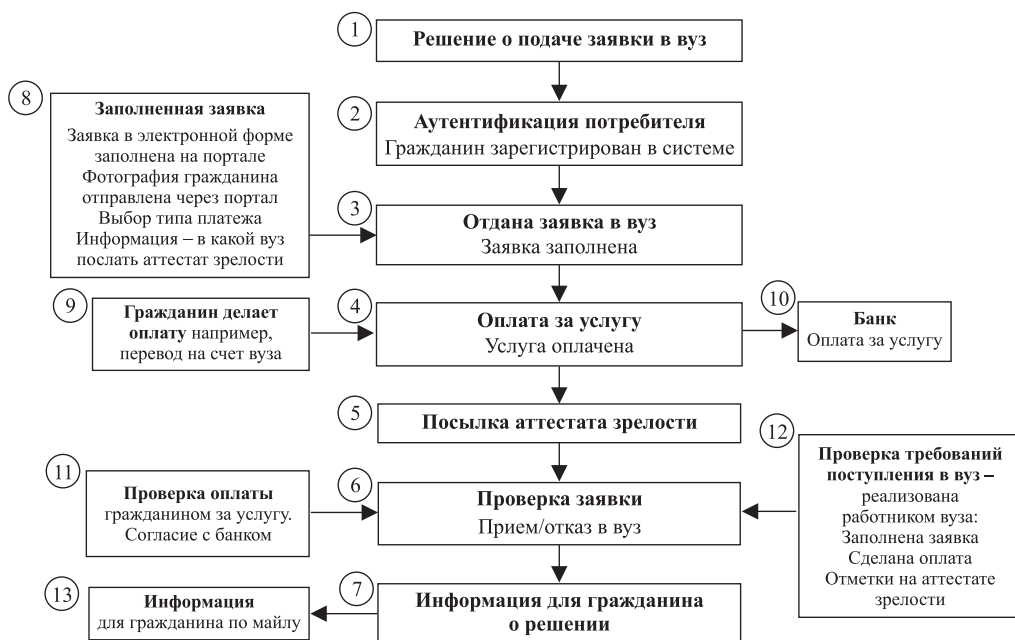 1
Решение о подаче заявки в вуз
2
Аутентификация потребителя
Гражданин зарегистрирован в системе
8
Заполненная заявка
Заявка в электронной форме
заполнена на портале
Фотография гражданина
отправлена через портал
Выбор типа платежа
Информация – в какой вуз
послать аттестат зрелости
3
Отдана заявка в вуз
Заявка заполнена
9
Гражданин делает
оплату например,
перевод на счет вуза
4
Оплата за услугу
Услуга оплачена
10
Банк
Оплата за услугу
5
Посылка аттестата зрелости
11
Проверка оплаты
гражданином за услугу.
Согласие с банком
6
Проверка заявки
Прием/отказ в вуз
12
Проверка требований
поступления в вуз –
реализована
работником вуза:
Заполнена заявка
Сделана оплата
Отметки на аттестате
зрелости
13
Информация
для гражданина по майлу
7
Информация для гражданина
о решении